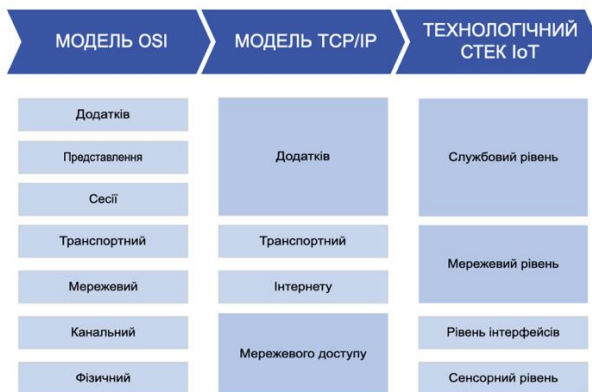 МОДЕЛЬ OSI
МОДЕЛЬ TCP/IP
ТЕХНОЛОГІЧНИЙ
СТЕК IoT
Додатків
Представлення
Сесії
Транспортний
Мережевий
Канальний
Фізичний
Додатків
Транспортний
Інтернету
Мережевого доступу
Службовий рівень
Мережевий рівень
Рівень інтерфейсів
Сенсорний рівень